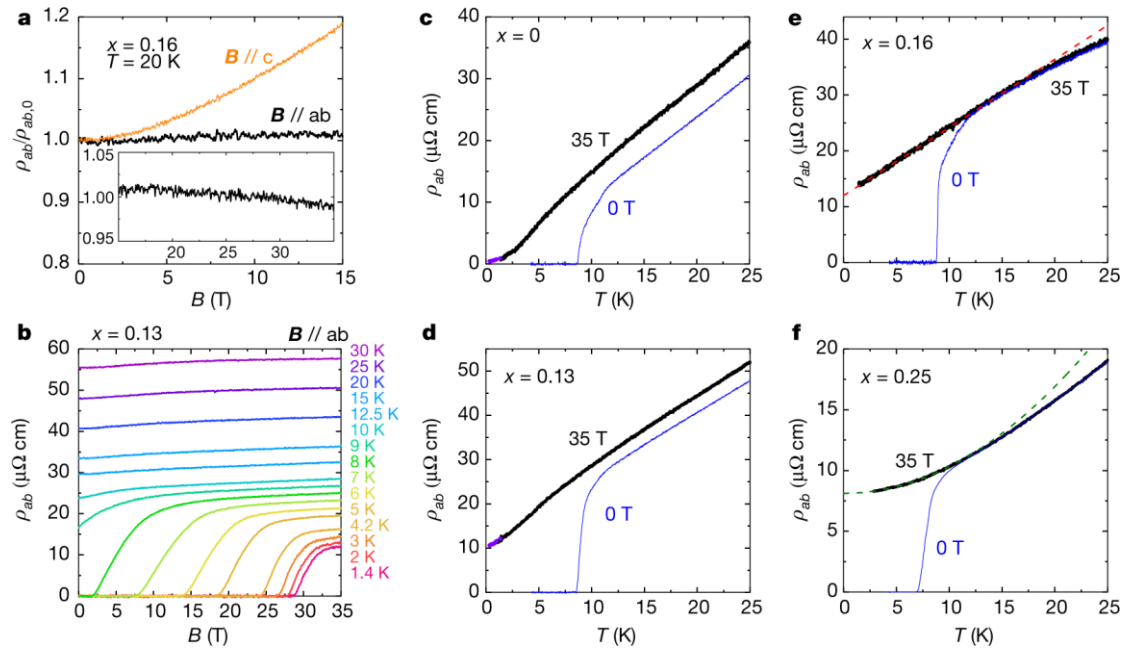 a
1.2
1.1
1.0
0.9
0.8
ρab/ρab,0
x = 0.16
T = 20 K
B // c
B // ab
1.05
1.00
0.95
20 25 30
0 5 10 15
B (T)
b
x = 0.13
B // ab
60
50
40
30
20
10
0
ρab (μΩ cm)
30 K
25 K
20 K
15 K
12.5 K
10 K
9 K
8 K
7 K
6 K
5 K
4.2 K
3 K
2 K
1.4 K
0 5 10 15 20 25 30 35
B (T)
c
x = 0
40
30
20
10
0
ρab (μΩ cm)
35 T
0 T
0 5 10 15 20 25
T (K)
d
x = 0.13
50
40
30
20
10
0
ρab (μΩ cm)
35 T
0 T
0 5 10 15 20 25
T (K)
e
x = 0.16
40
30
20
10
0
ρab (μΩ cm)
35 T
0 T
0 5 10 15 20 25
T (K)
f
x = 0.25
20
15
10
5
0
ρab (μΩ cm)
35 T
0 T
0 5 10 15 20 25
T (K)